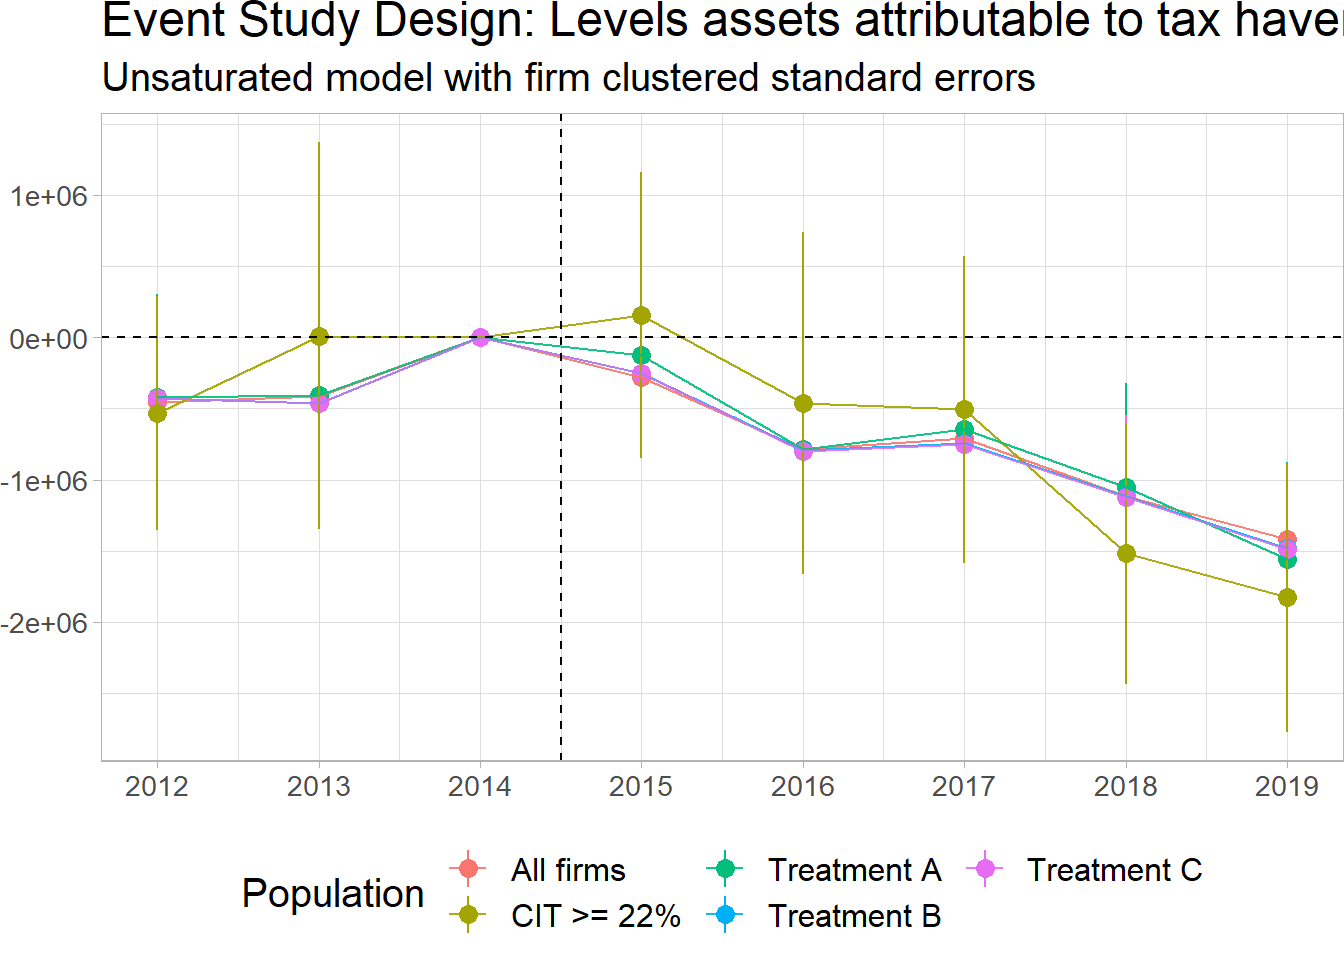 Event Study Design: Levels assets attributable to tax haven
Unsaturated model with firm clustered standard errors
1e+06
0e+00
-1e+06
-2e+06
2012 2013 2014 2015 2016 2017 2018 2019
Population
All firms Treatment A Treatment C
CIT >= 22% Treatment B